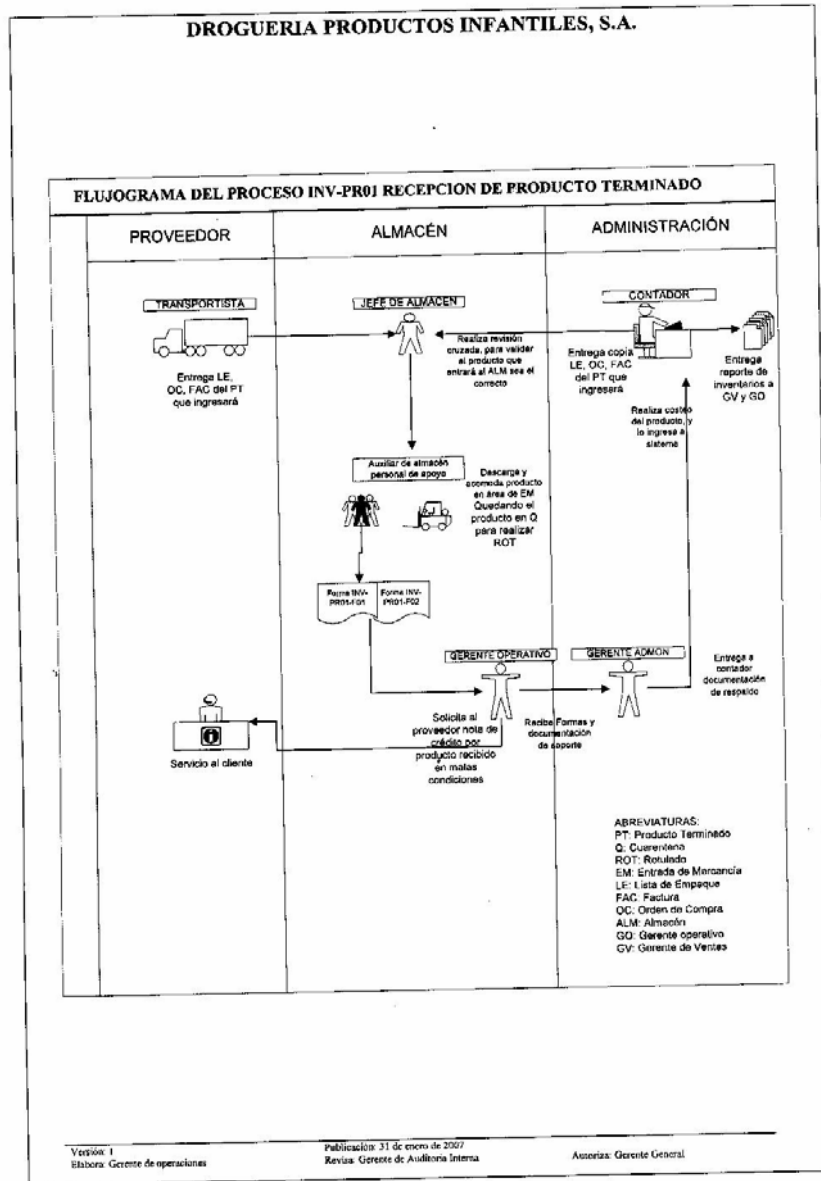 DROGUERIA PRODUCTOS INFANTILES, S.A.
FLUJOGRAMA DEL PROCESO INV-PR01 RECEPCION DE PRODUCTO TERMINADO
PROVEEDOR
ALMACÉN
ADMINISTRACIÓN
TRANSPORTISTA
Entrega LE,
OC, FAC del PT
que ingresará
JEFE DE ALMACEN
Realiza revisión
cruzada, para validar
el producto que
entrará al ALM sea el
correcto
CONTADOR
Entrega copia
LE, OC, FAC
del PT que
ingresará
Entrega
reporte de
inventarios a
GV y GO
Realiza costeo
del producto, y
lo ingresa a
sistema
Auxiliar de almacén
personal de apoyo
Descarga y
acomoda producto
en área de EM
Quedando el
producto en Q
para realizar
ROT
Forma INV-
PR01-F01
Forma INV-
PR01-F02
GERENTE OPERATIVO
GERENTE ADMON
Entrega a
contador
documentación
de respaldo
Solicita al
proveedor nota de
crédito por
producto recibido
en malas
condiciones
Recibe Formas y
documentación
de soporte
Servicio al cliente
ABREVIATURAS:
PT: Producto Terminado
Q: Cuarentena
ROT: Rotulado
EM: Entrada de Mercancía
LE: Lista de Empaque
FAC: Factura
OC: Orden de Compra
ALM: Almacén
GO: Gerente operativo
GV: Gerente de Ventas
Versión: 1
Elabora: Gerente de operaciones
Publicación: 31 de enero de 2007
Revisa: Gerente de Auditoria Interna
Autoriza: Gerente General